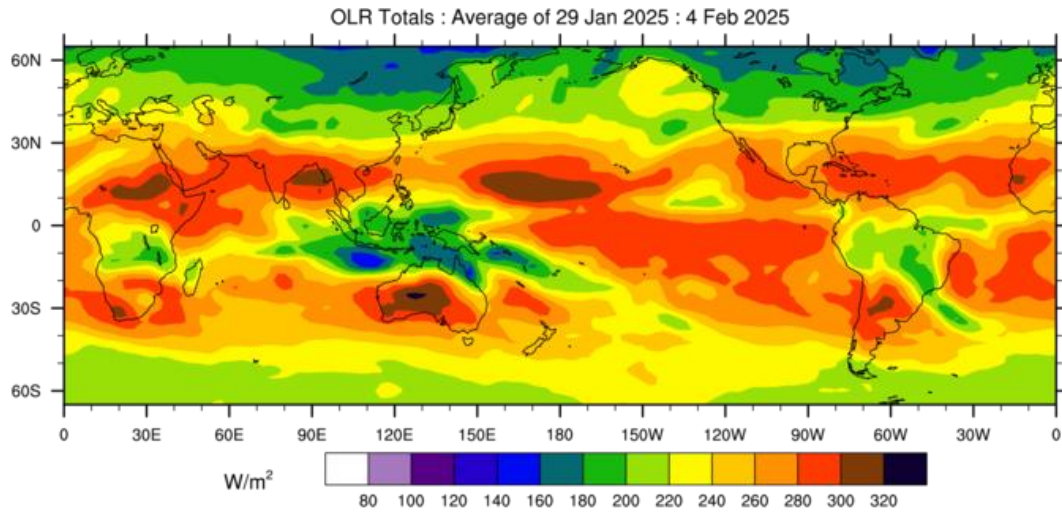 OLR Totals : Average of 29 Jan 2025 : 4 Feb 2025
60N
30N
0
30S
60S
0 30E 60E 90E 120E 150E 180 150W 120W 90W 60W 30W 0
W/m²
80 100 120 140 160 180 200 220 240 260 280 300 320